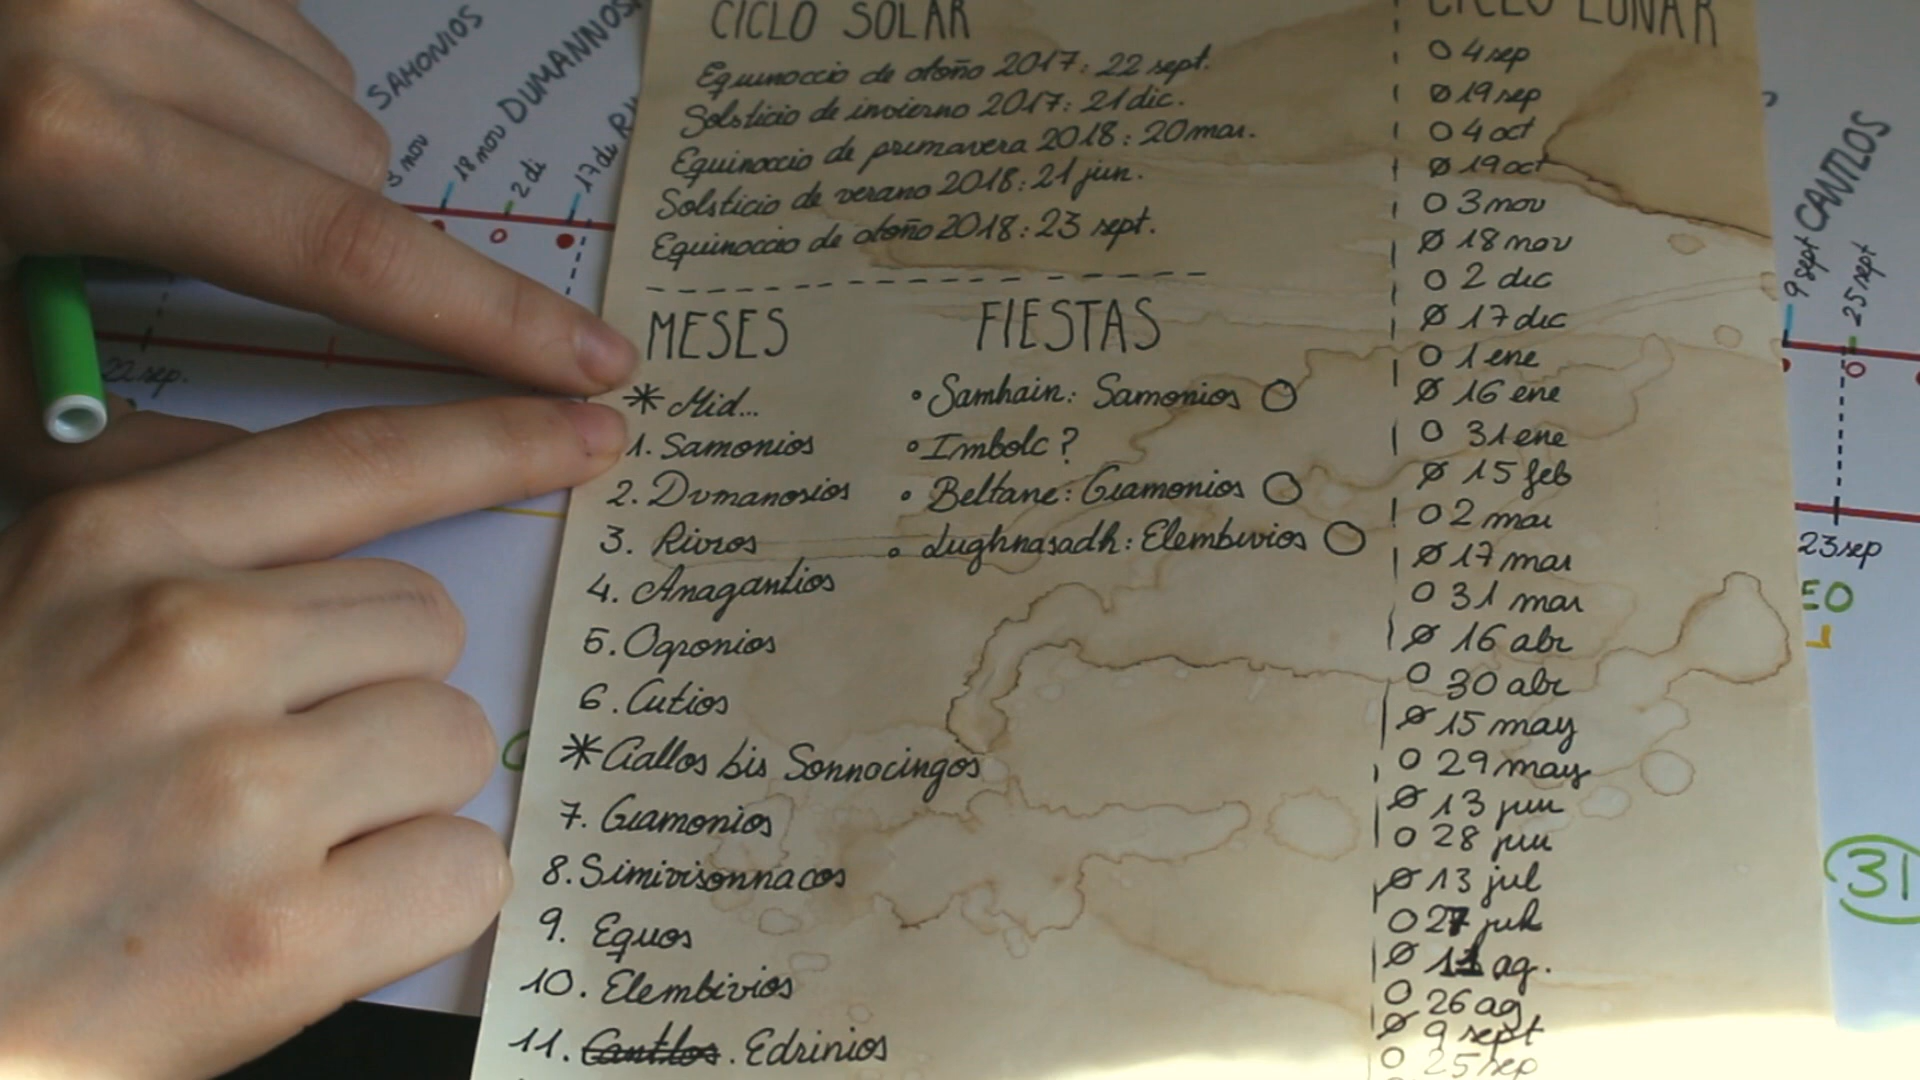 SAMONIOS
DUMANNOS
3 nov
18 nov
2 di
17 di
22 sep.
CICLO SOLAR
Equinoccio de otoño 2017: 22 sept.
Solsticio de invierno 2017: 21 dic.
Equinoccio de primavera 2018: 20 mar.
Solsticio de verano 2018: 21 jun.
Equinoccio de otoño 2018: 23 sept.
MESES
* Mid...
1. Samonios
2. Dumanosios
3. Rivros
4. Anagantios
5. Ogronios
6. Cutios
* Ciallos bis Sonnocingos
7. Giamonios
8. Simivisonnacos
9. Equos
10. Elembivios
11. Cantlos. Edrinios
FIESTAS
• Samhain: Samonios O
• Imbolc?
• Beltane: Giamonios O
• Lughnasadh: Elembivios O
CICLO LUNAR
O 4 sep
Ø 19 sep
O 4 oct
Ø 19 oct
O 3 nov
Ø 18 nov
O 2 dic
Ø 17 dic
O 1 ene
Ø 16 ene
O 31 ene
Ø 15 feb
O 2 mar
Ø 17 mar
O 31 mar
Ø 16 abr
O 30 abr
Ø 15 may
O 29 may
Ø 13 jun
O 28 jun
Ø 13 jul
O 27 jul
Ø 11 ag.
O 26 ag
Ø 9 sept
O 25 sep
CANTLOS
9 sept
25 sept
23 sep
EO
L
31